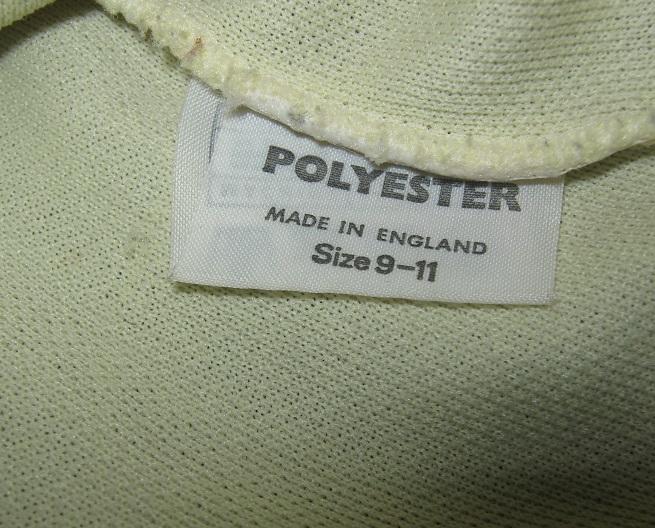 POLYESTER
MADE IN ENGLAND
Size 9-11